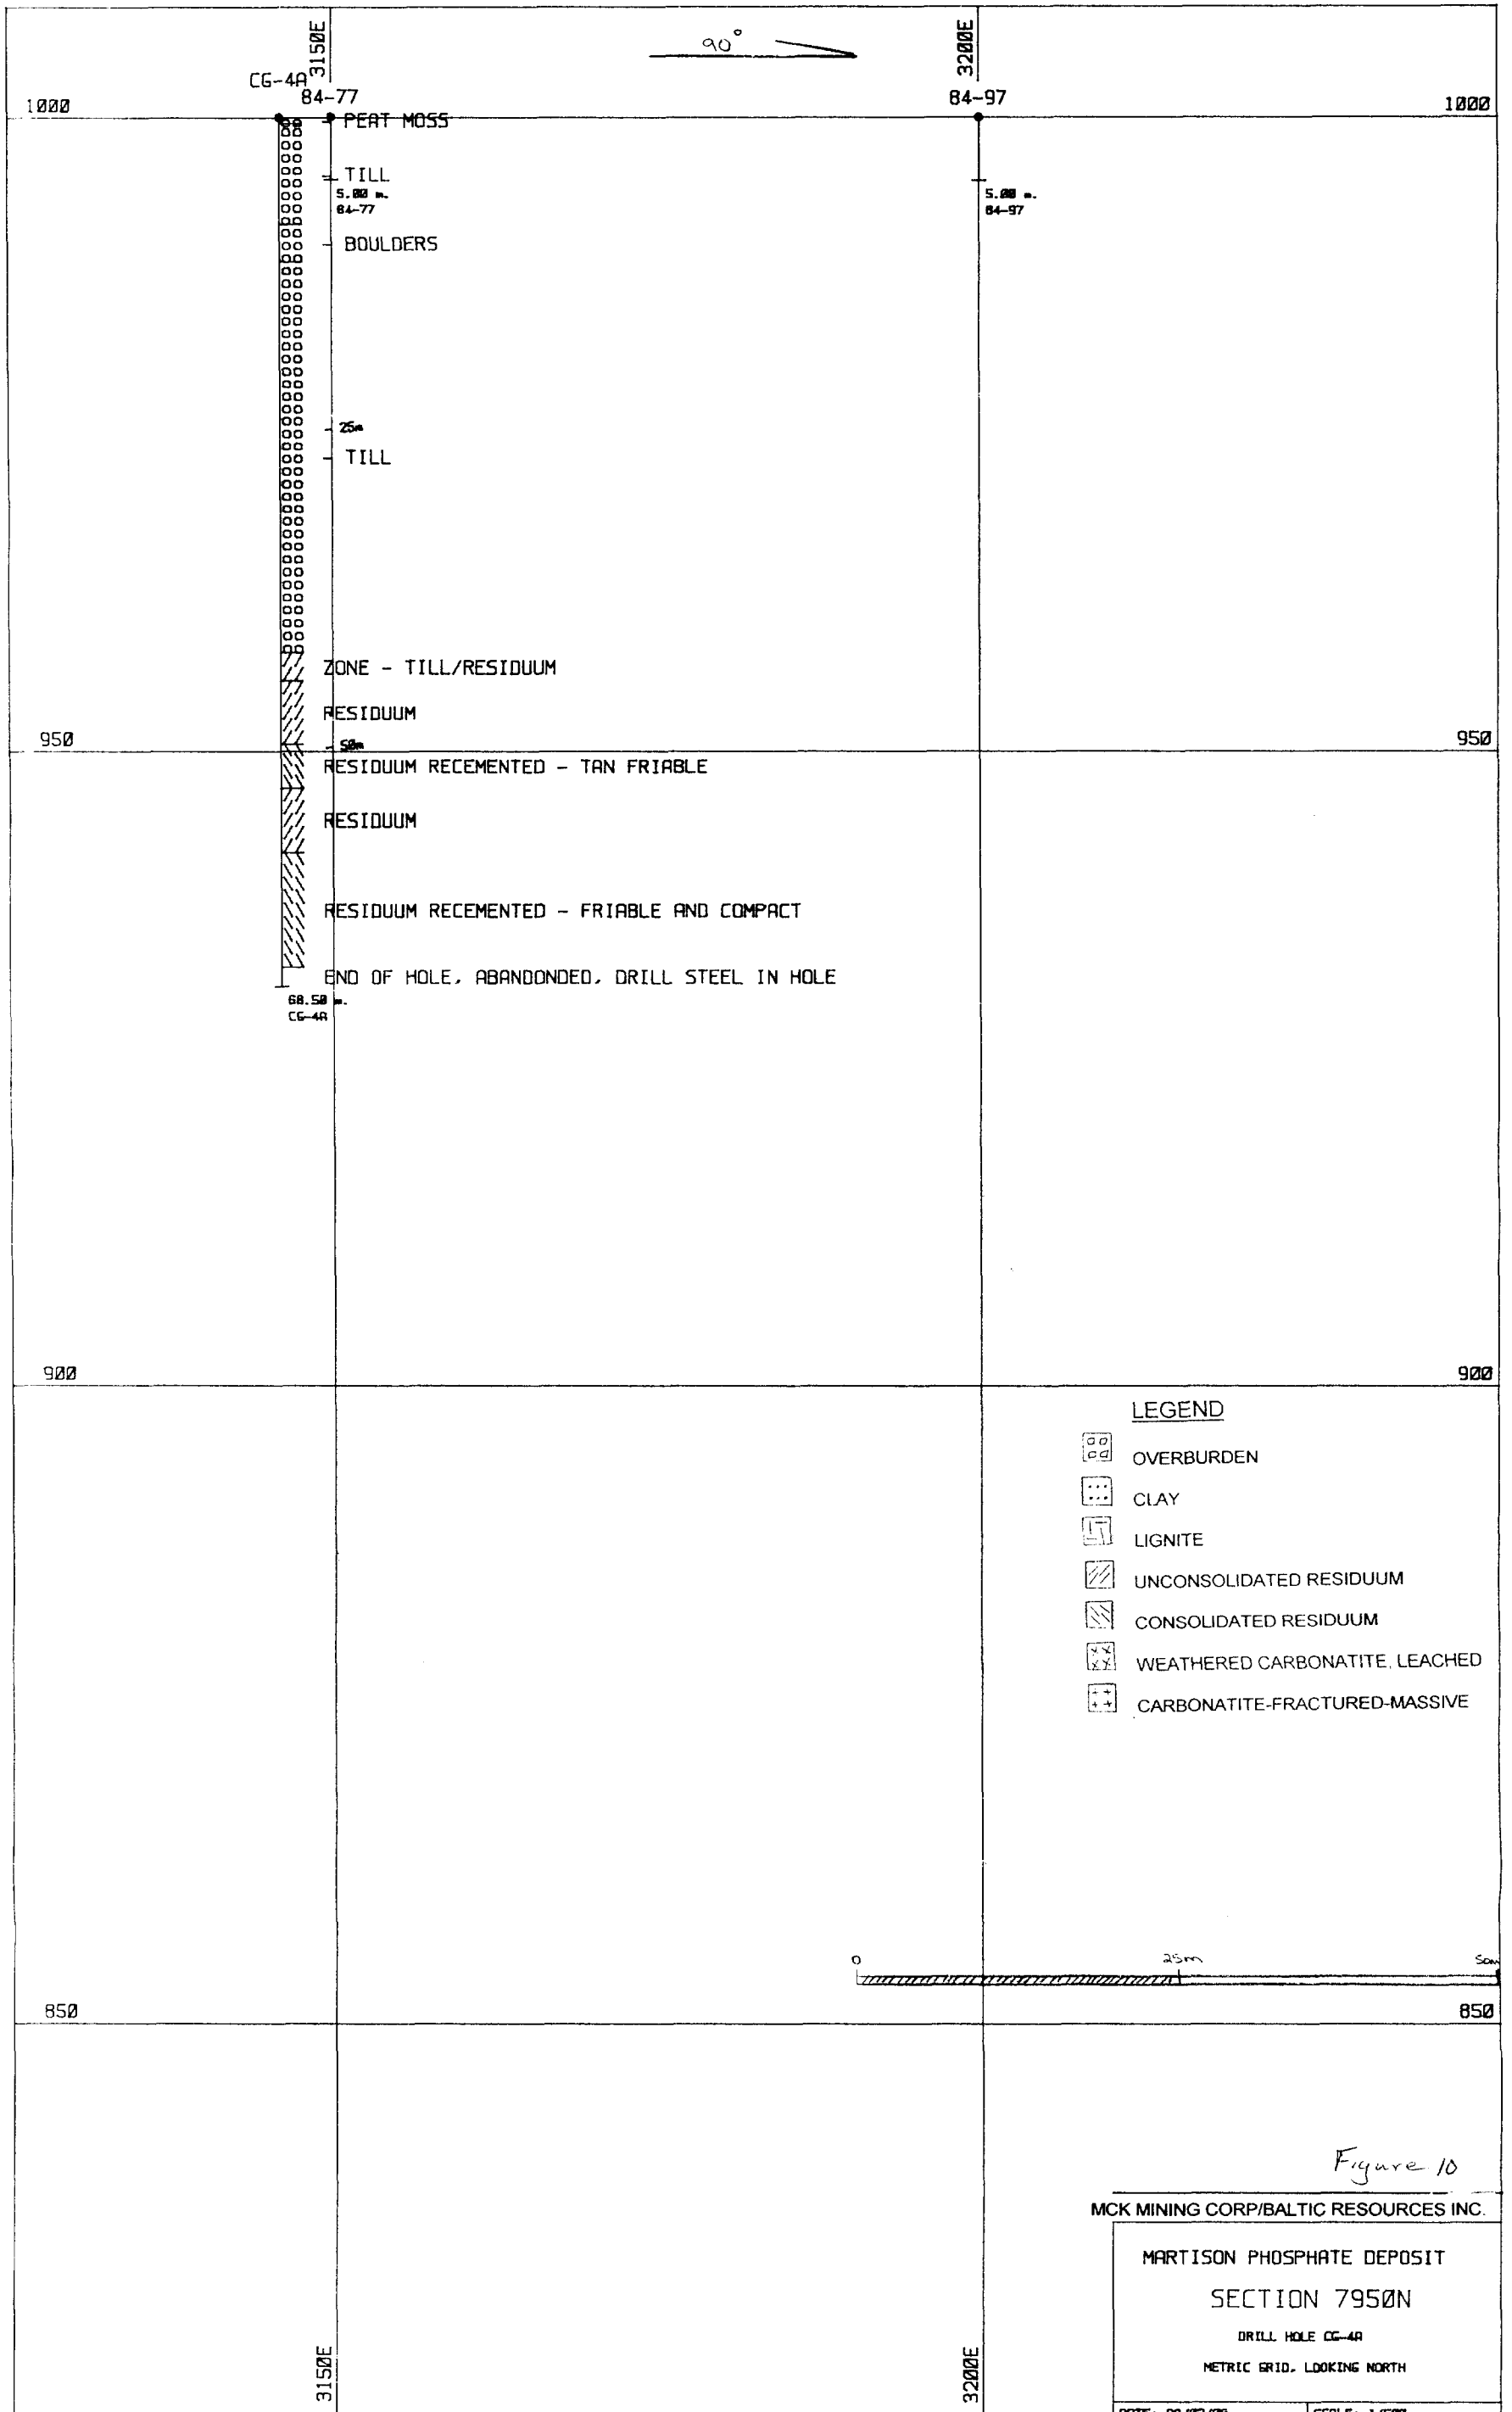 3150E
90°
3200E
CG-4A
84-77
84-97
1000
1000
PEAT MOSS
TILL
5.00 m.
84-77
5.00 m.
84-97
BOULDERS
25m
TILL
ZONE - TILL/RESIDUUM
RESIDUUM
950
50m
950
RESIDUUM RECEMENTED - TAN FRIABLE
RESIDUUM
RESIDUUM RECEMENTED - FRIABLE AND COMPACT
END OF HOLE, ABANDONDED, DRILL STEEL IN HOLE
68.50 m.
CG-4A
900
900
LEGEND
OVERBURDEN
CLAY
LIGNITE
UNCONSOLIDATED RESIDUUM
CONSOLIDATED RESIDUUM
WEATHERED CARBONATITE, LEACHED
CARBONATITE-FRACTURED-MASSIVE
0 25m 50m
850
850
Figure 10
MCK MINING CORP/BALTIC RESOURCES INC.
MARTISON PHOSPHATE DEPOSIT
SECTION 7950N
DRILL HOLE CG-4A
METRIC GRID, LOOKING NORTH
3150E
3200E
DATE:
SCALE: 1/500